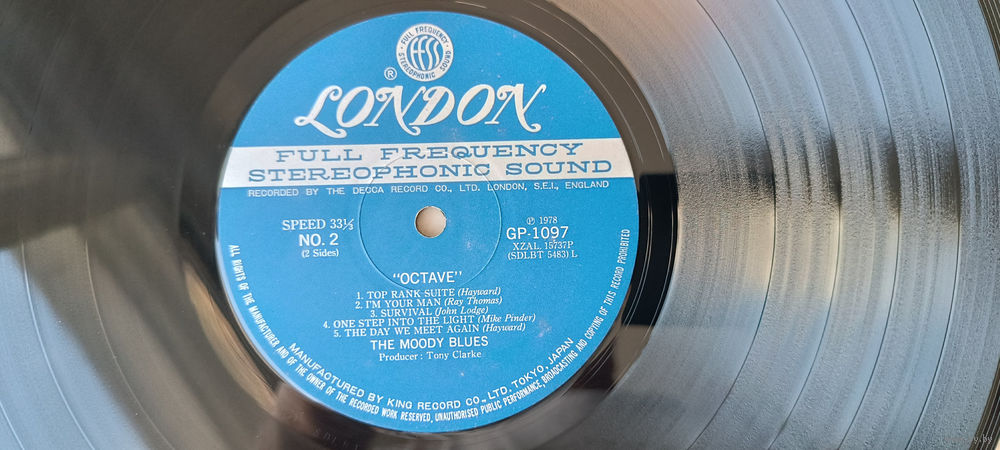 FULL FREQUENCY
ffss
STEREOPHONIC SOUND
®
LONDON
FULL FREQUENCY
STEREOPHONIC SOUND
RECORDED BY THE DECCA RECORD CO., LTD. LONDON, S.E.I., ENGLAND
SPEED 33⅓
NO. 2
(2 Sides)
℗ 1978
GP-1097
XZAL. 15737P
(SDLBT 5483) L
"OCTAVE"
1. TOP RANK SUITE (Hayward)
2. I'M YOUR MAN (Ray Thomas)
3. SURVIVAL (John Lodge)
4. ONE STEP INTO THE LIGHT (Mike Pinder)
5. THE DAY WE MEET AGAIN (Hayward)
THE MOODY BLUES
Producer : Tony Clarke
MANUFACTURED BY KING RECORD CO., LTD. TOKYO, JAPAN
ALL RIGHTS OF THE MANUFACTURER AND OF THE OWNER OF THE RECORDED WORK RESERVED, UNAUTHORISED PUBLIC PERFORMANCE, BROADCASTING AND COPYING OF THIS RECORD PROHIBITED